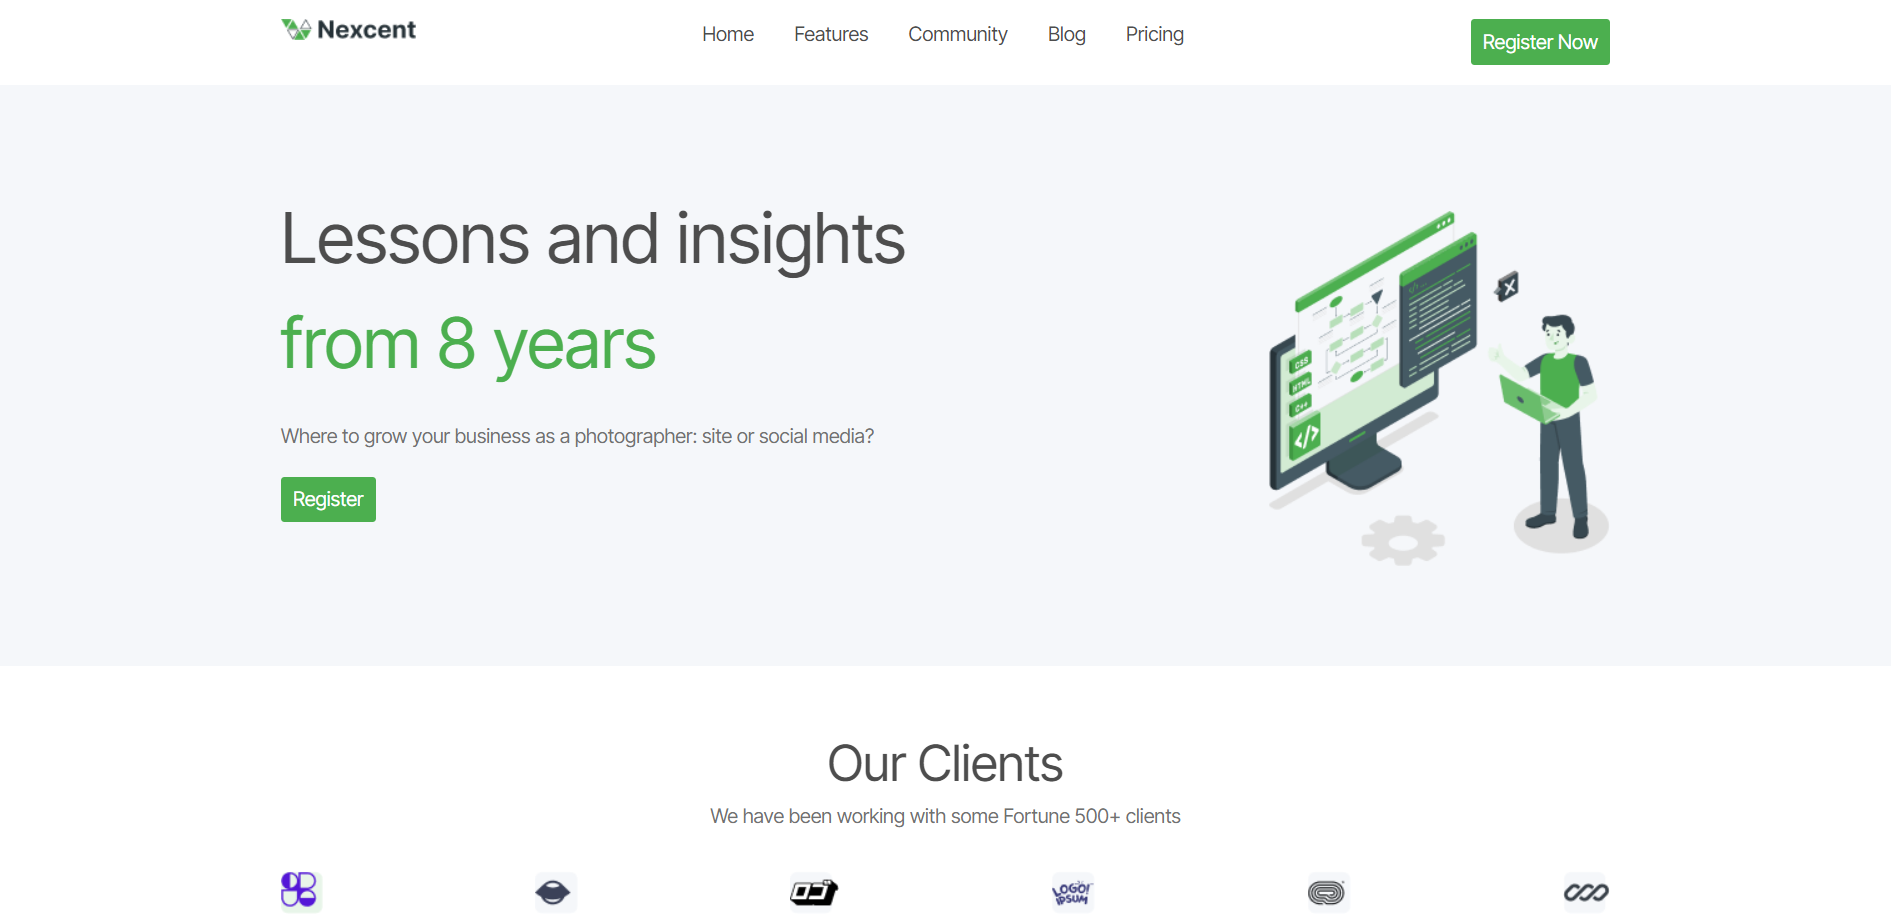 Nexcent
Home Features Community Blog Pricing
Register Now
Lessons and insights
from 8 years
Where to grow your business as a photographer: site or social media?
Register
CSS
HTML
C++
</>
X
Our Clients
We have been working with some Fortune 500+ clients
LOGO!
IPSUM